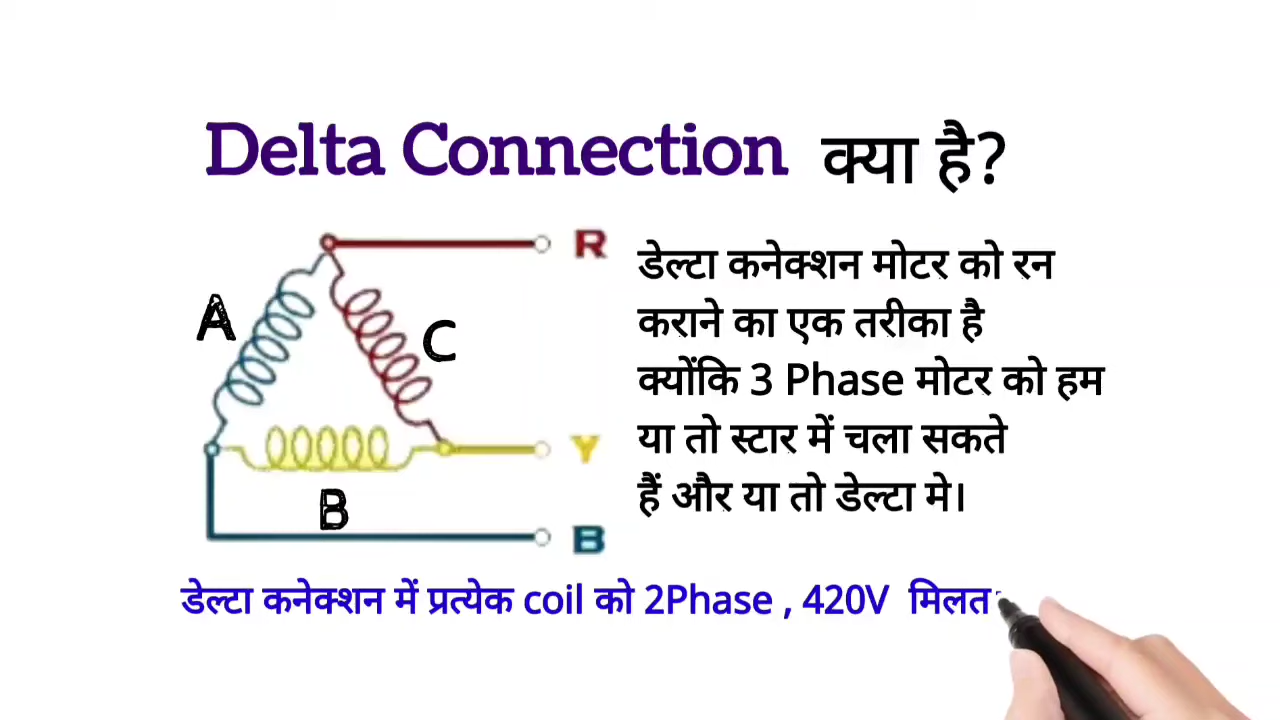 Delta Connection क्या है?
R
A
C
Y
B
B
डेल्टा कनेक्शन मोटर को रन
कराने का एक तरीका है
क्योंकि 3 Phase मोटर को हम
या तो स्टार में चला सकते
हैं और या तो डेल्टा मे।
डेल्टा कनेक्शन में प्रत्येक coil को 2Phase , 420V मिलत